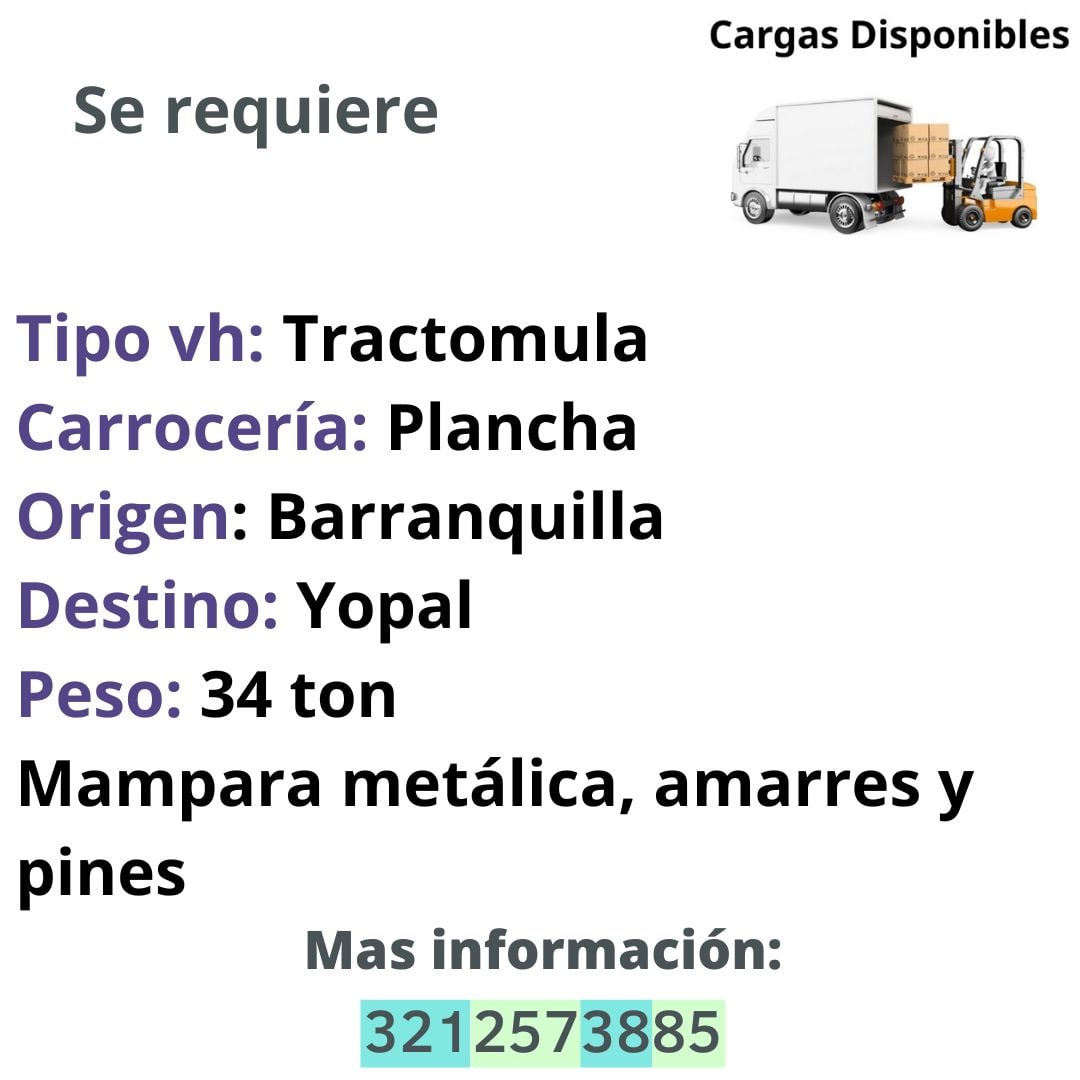 Cargas Disponibles
Se requiere
Tipo vh: Tractomula
Carrocería: Plancha
Origen: Barranquilla
Destino: Yopal
Peso: 34 ton
Mampara metálica, amarres y
pines
Mas información:
3212573885